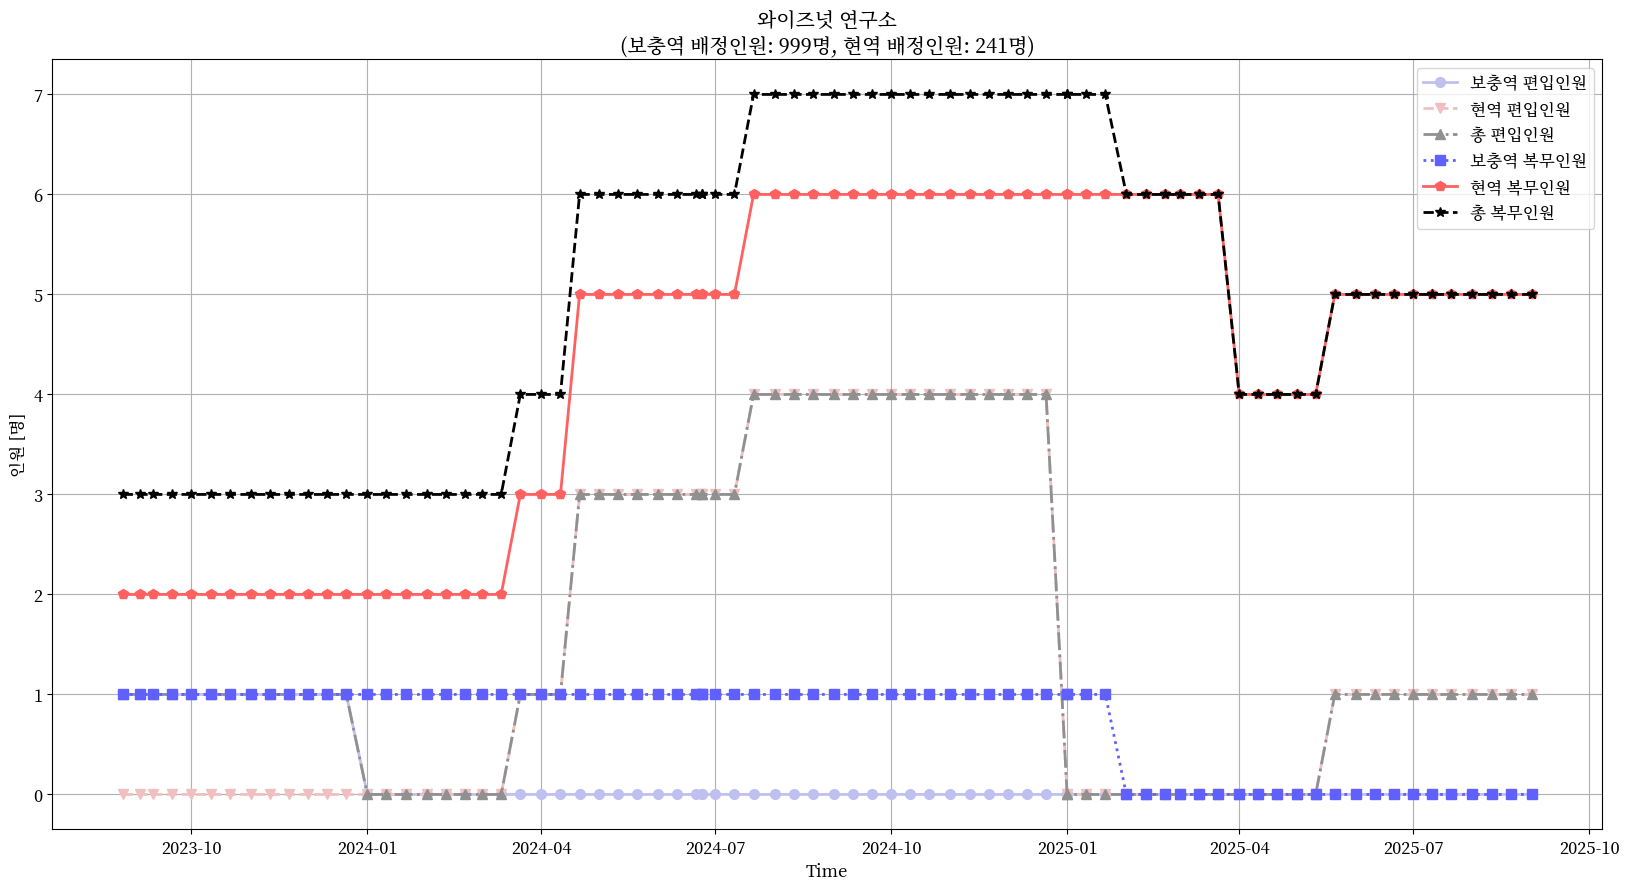 와이즈넛 연구소
(보충역 배정인원: 999명, 현역 배정인원: 241명)
보충역 편입인원
현역 편입인원
총 편입인원
보충역 복무인원
현역 복무인원
총 복무인원
인원 [명]
7
6
5
4
3
2
1
0
2023-10
2024-01
2024-04
2024-07
2024-10
2025-01
2025-04
2025-07
2025-10
Time